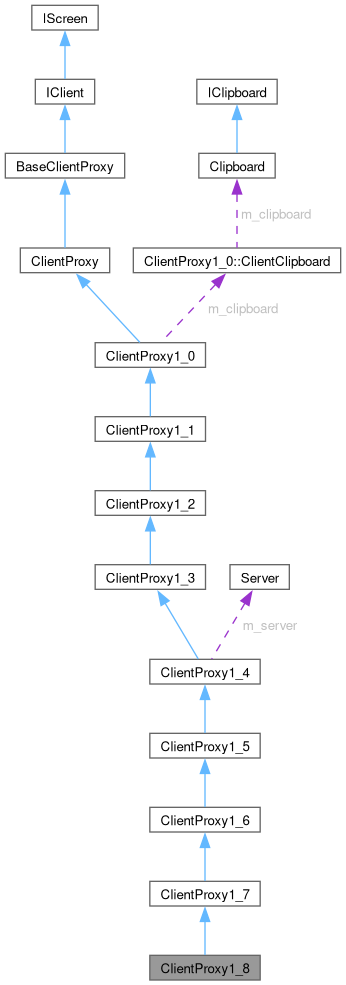 IScreen
IClient
IClipboard
BaseClientProxy
Clipboard
m_clipboard
ClientProxy
ClientProxy1_0::ClientClipboard
m_clipboard
ClientProxy1_0
ClientProxy1_1
ClientProxy1_2
ClientProxy1_3
Server
m_server
ClientProxy1_4
ClientProxy1_5
ClientProxy1_6
ClientProxy1_7
ClientProxy1_8